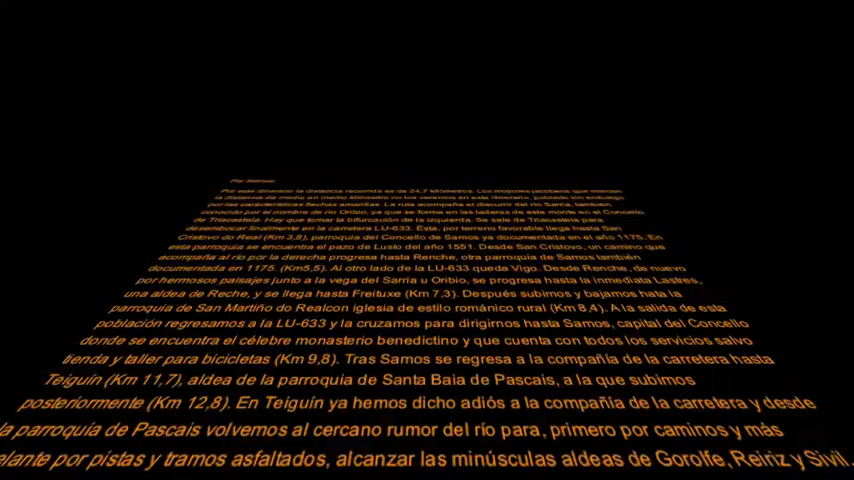 Por Samos:
Por este itinerario la distancia recorrida es de 24,7 kilómetros. Los mojones jacobeos que marcan
la distancia de medio en medio kilómetro no los veremos en este itinerario, jalonado sin embargo
por las características flechas amarillas. La ruta acompaña el discurrir del río Sarria, también
conocido por el nombre de río Oribio, ya que se forma en las laderas de este monte en el Concello
de Triacastela. Hay que tomar la bifurcación de la izquierda. Se sale de Triacastela para
desembocar finalmente en la carretera LU-633. Ésta, por terreno favorable llega hasta San
Cristovo do Real (Km 3,8), parroquia del Concello de Samos ya documentada en el año 1175. En
esta parroquia se encuentra el pazo de Lusío del año 1551. Desde San Cristovo, un camino que
acompaña al río por la derecha progresa hasta Renche, otra parroquia de Samos también
documentada en 1175. (Km5,5). Al otro lado de la LU-633 queda Vigo. Desde Renche, de nuevo
por hermosos paisajes junto a la vega del Sarria u Oribio, se progresa hasta la inmediata Lastres,
una aldea de Reche, y se llega hasta Freituxe (Km 7,3). Después subimos y bajamos hata la
parroquia de San Martiño do Realcon iglesia de estilo románico rural (Km 8,4). A la salida de esta
población regresamos a la LU-633 y la cruzamos para dirigirnos hasta Samos, capital del Concello
donde se encuentra el célebre monasterio benedictino y que cuenta con todos los servicios salvo
tienda y taller para bicicletas (Km 9,8). Tras Samos se regresa a la compañía de la carretera hasta
Teiguín (Km 11,7), aldea de la parroquia de Santa Baia de Pascais, a la que subimos
posteriormente (Km 12,8). En Teiguín ya hemos dicho adiós a la compañía de la carretera y desde
la parroquia de Pascais volvemos al cercano rumor del río para, primero por caminos y más
elante por pistas y tramos asfaltados, alcanzar las minúsculas aldeas de Gorolfe, Reiriz y Sivil.